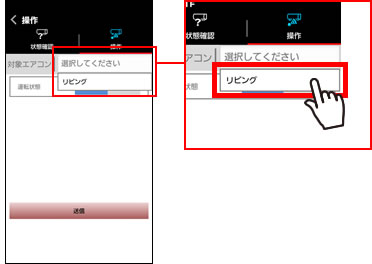 操作
状態確認 操作
対象エアコン 選択してください
リビング
運転状態
送信
状態確認 操作
アコン 選択してください
リビング
状態